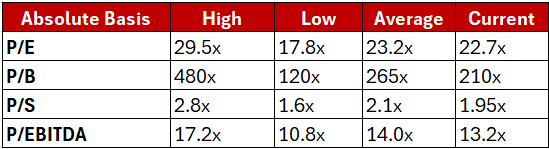 Absolute Basis High Low Average Current
P/E 29.5x 17.8x 23.2x 22.7x
P/B 480x 120x 265x 210x
P/S 2.8x 1.6x 2.1x 1.95x
P/EBITDA 17.2x 10.8x 14.0x 13.2x